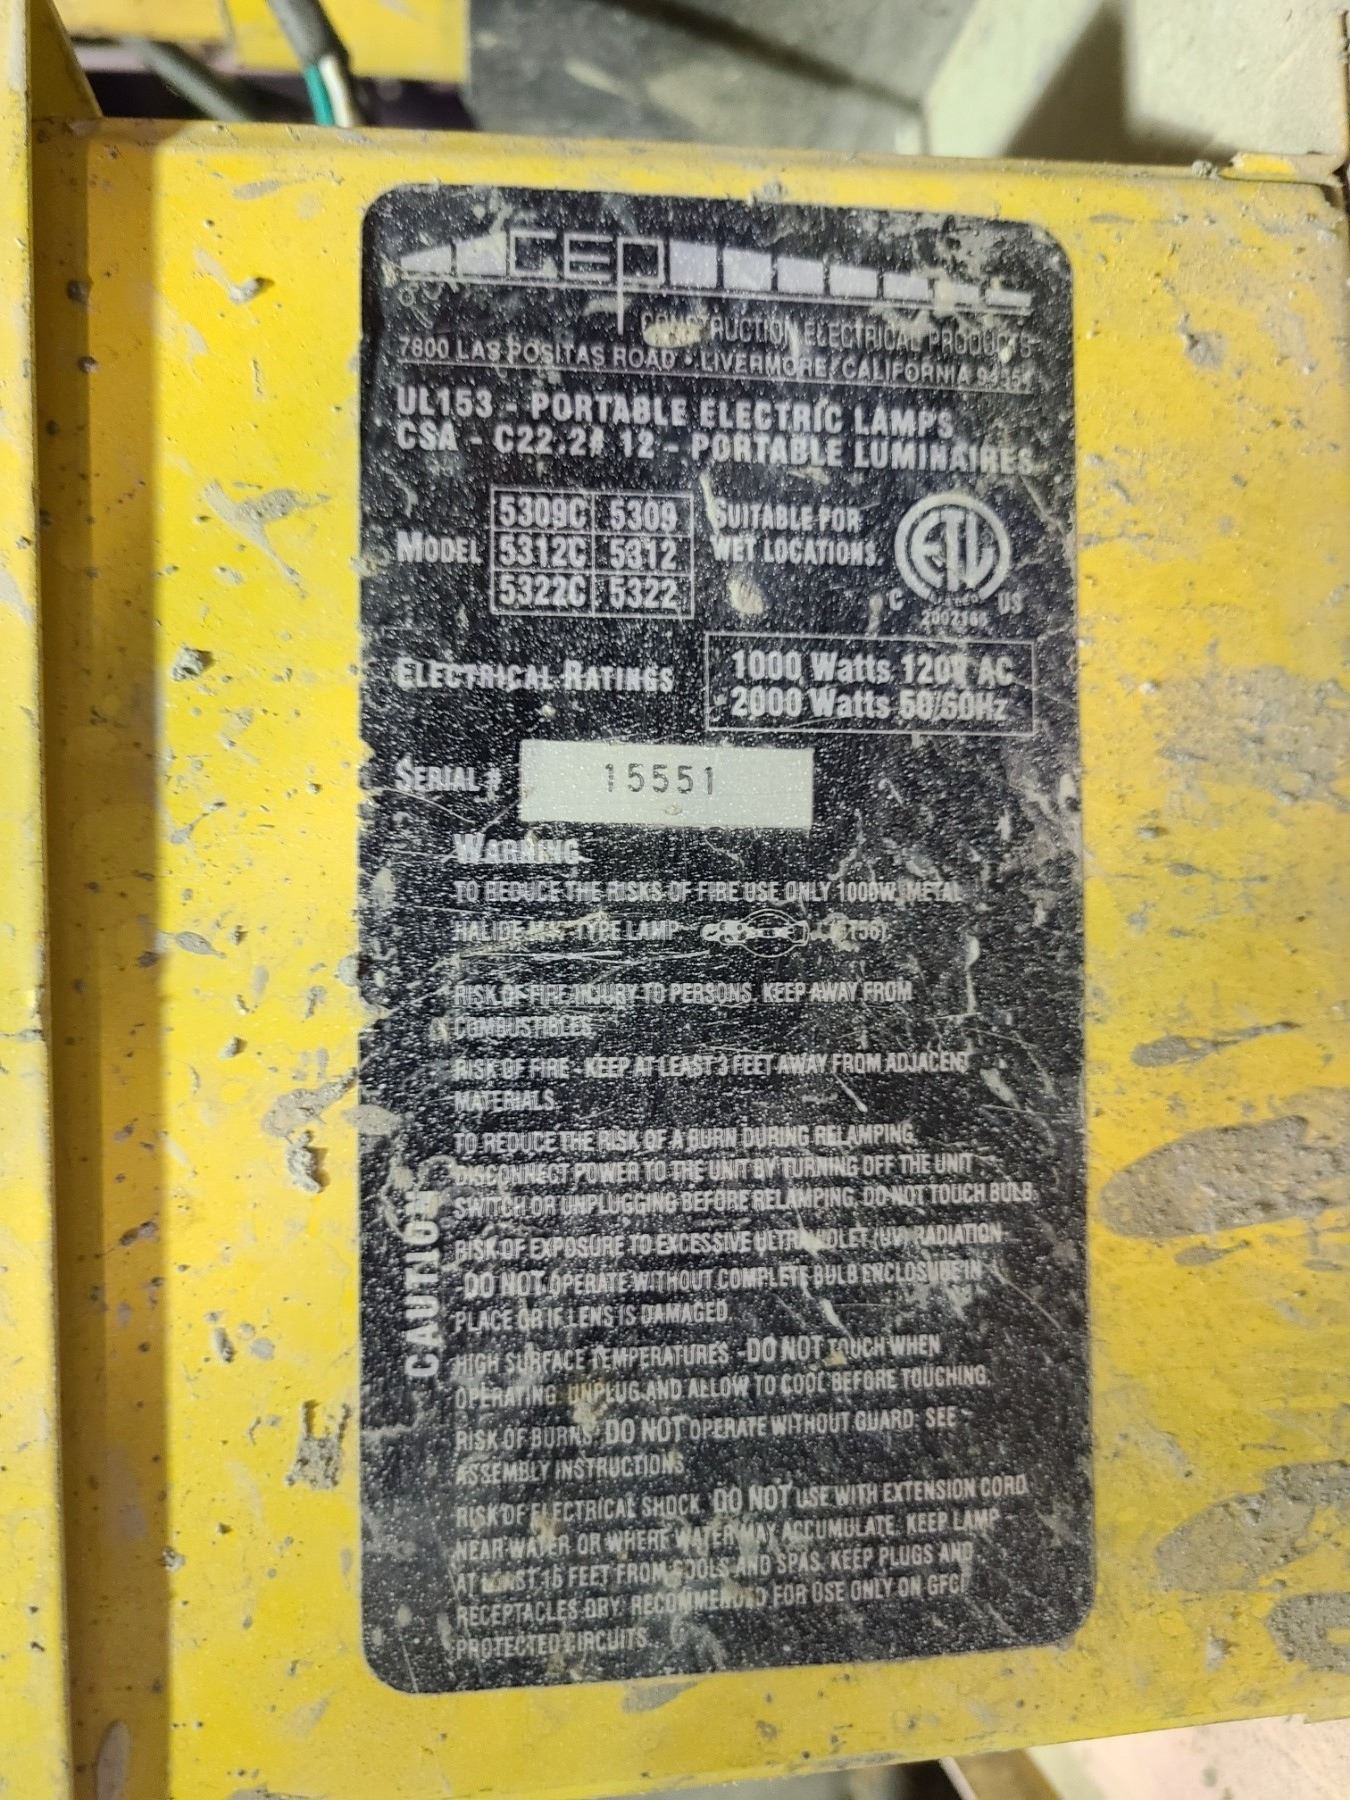 CEP
CONSTRUCTION ELECTRICAL PRODUCTS
7800 LAS POSITAS ROAD • LIVERMORE, CALIFORNIA
UL153 - PORTABLE ELECTRIC LAMPS
CSA - C22.2# 12 - PORTABLE LUMINAIRES
MODEL
5309C 5309
5312C 5312
5322C 5322
SUITABLE FOR
WET LOCATIONS.
ETL
C US
ELECTRICAL RATINGS
1000 Watts 120V AC
2000 Watts 50/60Hz
SERIAL # 15551
WARNING
TO REDUCE THE RISKS OF FIRE USE ONLY 1000W, METAL
HALIDE TYPE LAMP
RISK OF FIRE INJURY TO PERSONS. KEEP AWAY FROM
COMBUSTIBLES
RISK OF FIRE - KEEP AT LEAST 3 FEET AWAY FROM ADJACENT
MATERIALS.
CAUTION
TO REDUCE THE RISK OF A BURN DURING RELAMPING,
DISCONNECT POWER TO THE UNIT BY TURNING OFF THE UNIT
SWITCH OR UNPLUGGING BEFORE RELAMPING. DO NOT TOUCH BULB.
RISK OF EXPOSURE TO EXCESSIVE ULTRAVIOLET (UV) RADIATION
DO NOT OPERATE WITHOUT COMPLETE BULB ENCLOSURE IN
PLACE OR IF LENS IS DAMAGED.
HIGH SURFACE TEMPERATURES - DO NOT TOUCH WHEN
OPERATING. UNPLUG AND ALLOW TO COOL BEFORE TOUCHING.
RISK OF BURNS. DO NOT OPERATE WITHOUT GUARD. SEE
ASSEMBLY INSTRUCTIONS.
RISK OF ELECTRICAL SHOCK. DO NOT USE WITH EXTENSION CORD
NEAR WATER OR WHERE WATER MAY ACCUMULATE. KEEP LAMP
AT LEAST 16 FEET FROM POOLS AND SPAS. KEEP PLUGS AND
RECEPTACLES DRY. RECOMMENDED FOR USE ONLY ON GFCI
PROTECTED CIRCUITS.